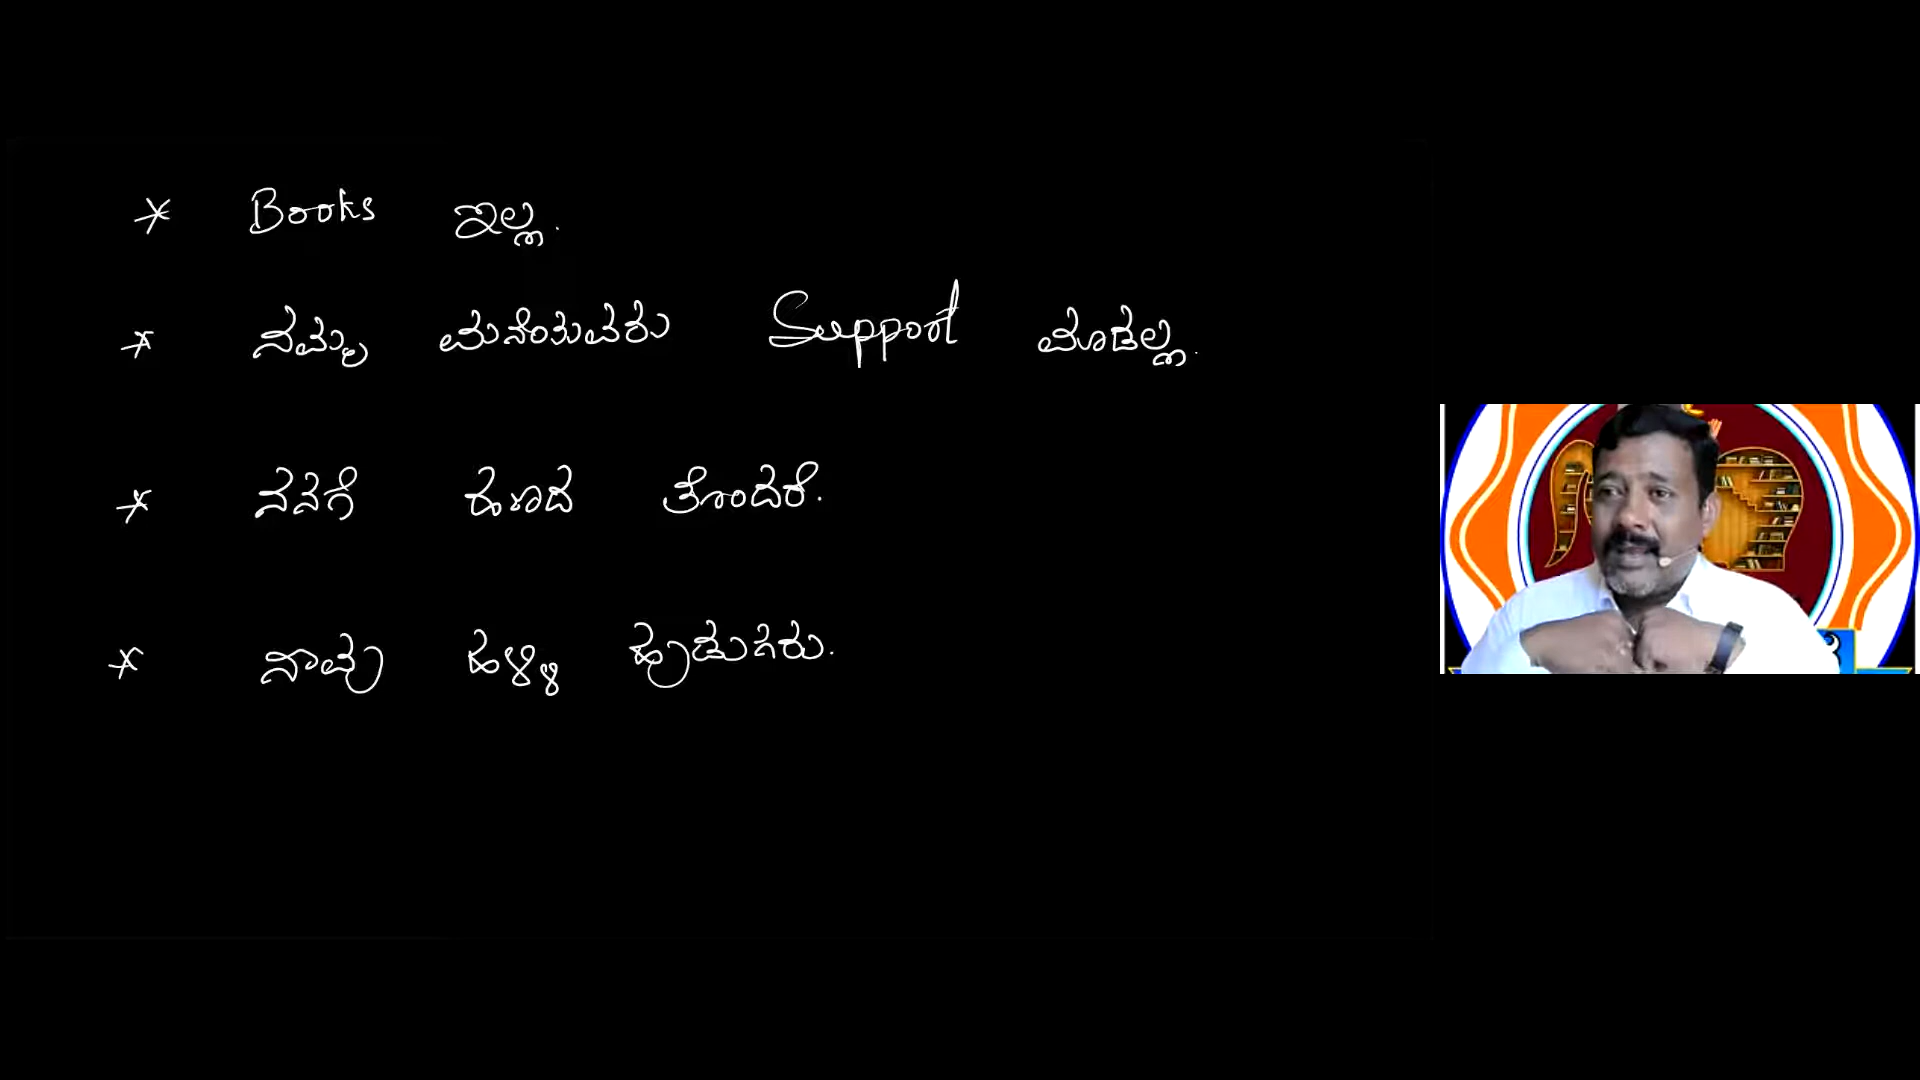 * Books ಇಲ್ಲ.
* ನಮ್ಮ ಮನೆಯವರು Support ಮಾಡಲ್ಲ.
* ನನಗೆ ಹಣದ ತೊಂದರೆ.
* ನಾವು ಹಳ್ಳಿ ಹುಡುಗರು.